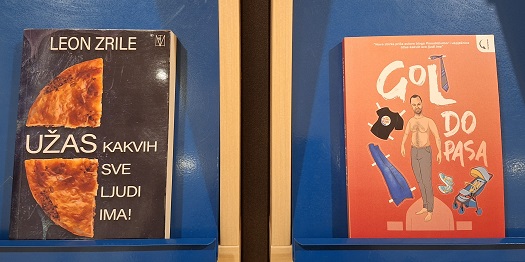 LEON ZRILE
UŽAS KAKVIH
SVE
LJUDI
IMA!
GOL
DO
PASA